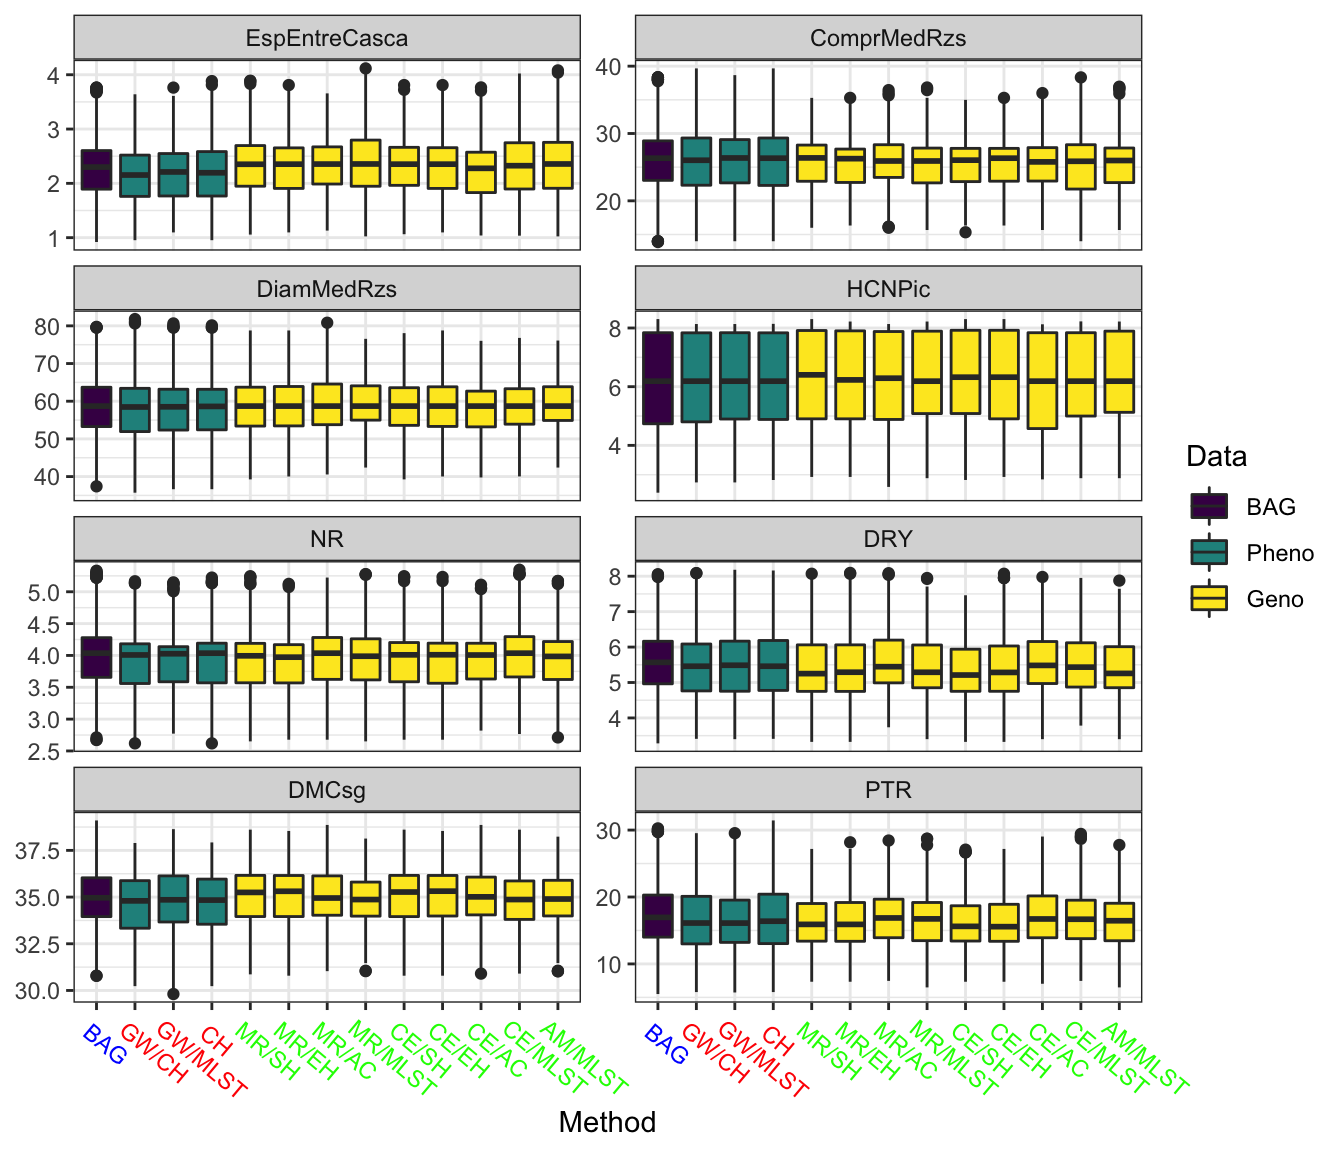 EspEntreCasca
ComprMedRzs
4
3
2
1
40
30
20
DiamMedRzs
HCNPic
80
70
60
50
40
8
6
4
NR
DRY
5.0
4.5
4.0
3.5
3.0
2.5
8
7
6
5
4
DMCsg
PTR
37.5
35.0
32.5
30.0
30
20
10
BAG
GW/CH
GW/MLST
CH
MR/SH
MR/EH
MR/AC
MR/MLST
CE/SH
CE/EH
CE/AC
CE/MLST
AM/MLST
BAG
GW/CH
GW/MLST
CH
MR/SH
MR/EH
MR/AC
MR/MLST
CE/SH
CE/EH
CE/AC
CE/MLST
AM/MLST
Method
Data
BAG
Pheno
Geno